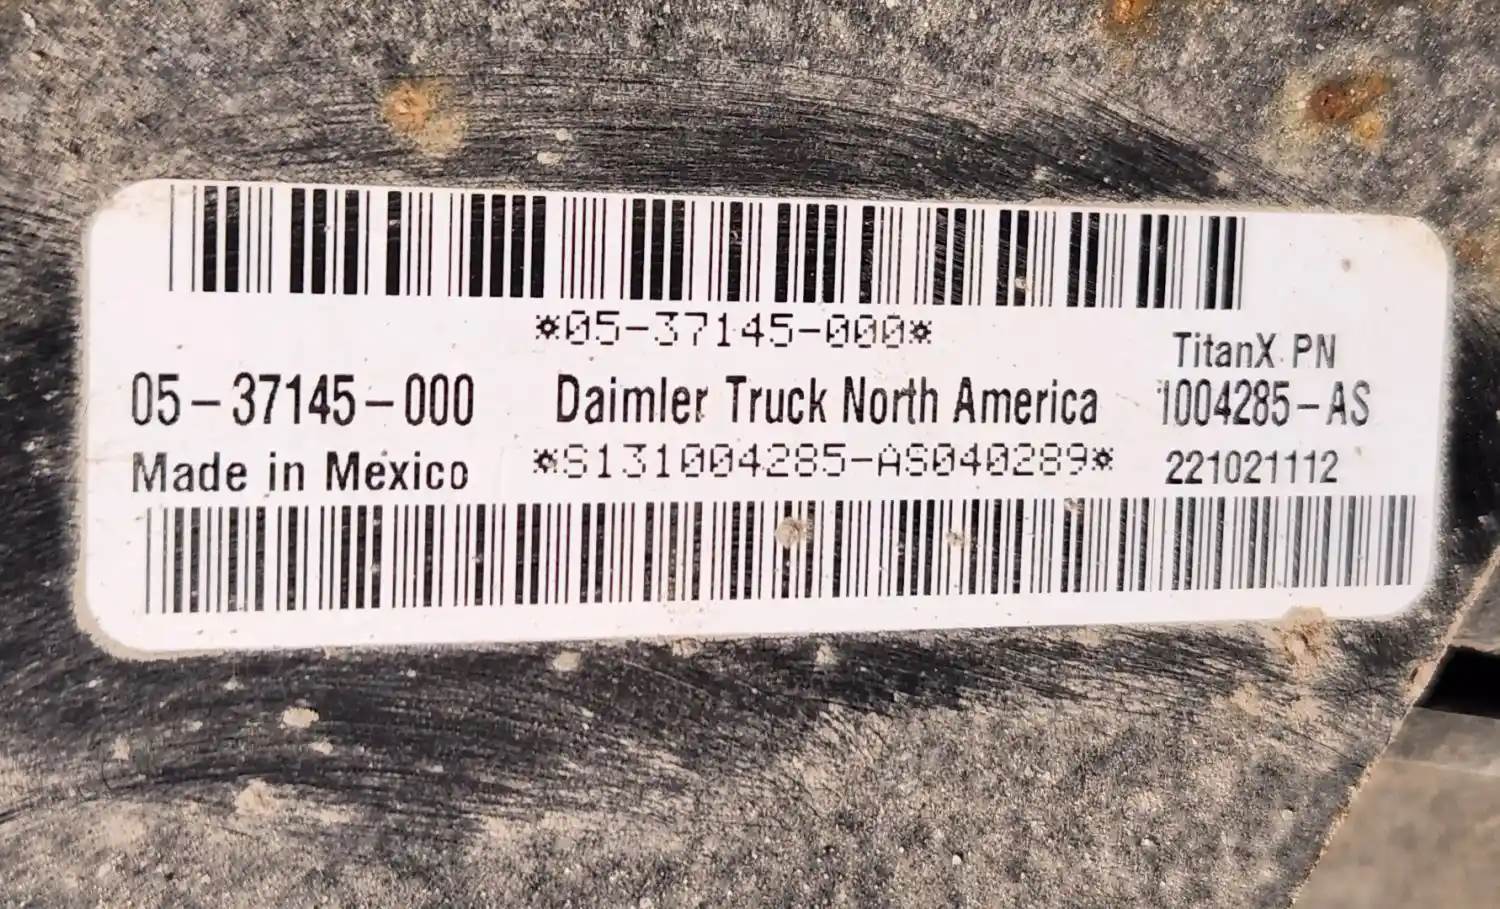 *05-37145-000*
TitanX PN
05-37145-000 Daimler Truck North America 1004285-AS
Made in Mexico *S131004285-AS040289* 221021112